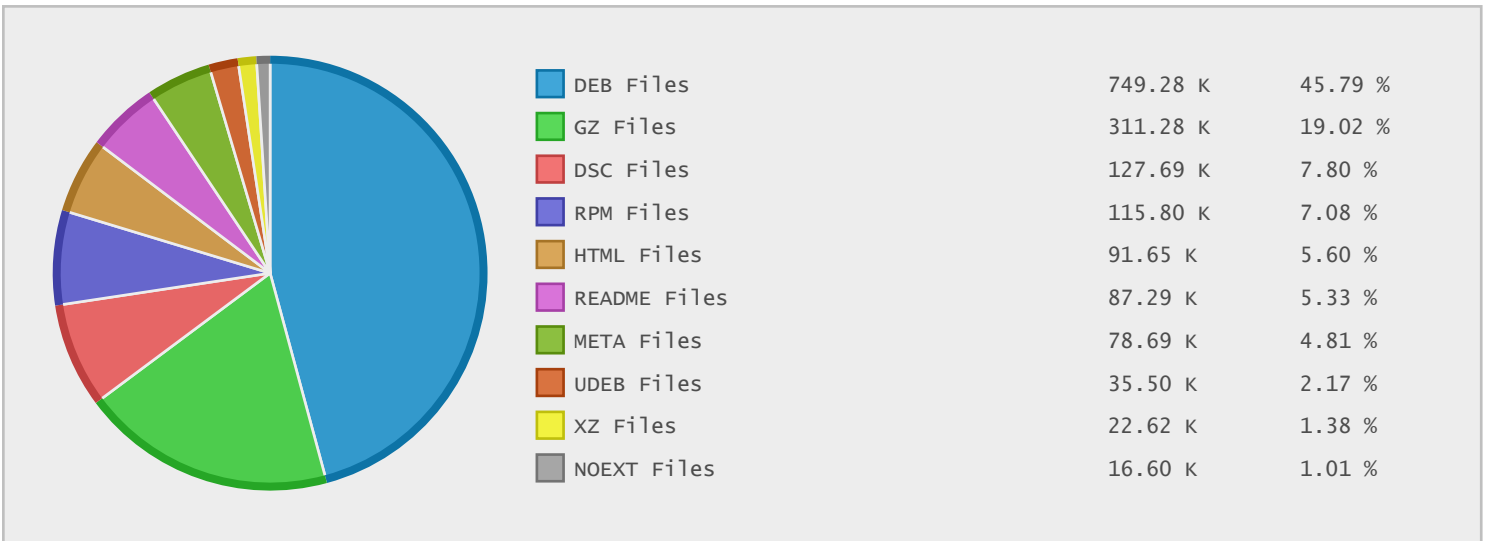 DEB Files 749.28 K 45.79 %
GZ Files 311.28 K 19.02 %
DSC Files 127.69 K 7.80 %
RPM Files 115.80 K 7.08 %
HTML Files 91.65 K 5.60 %
README Files 87.29 K 5.33 %
META Files 78.69 K 4.81 %
UDEB Files 35.50 K 2.17 %
XZ Files 22.62 K 1.38 %
NOEXT Files 16.60 K 1.01 %